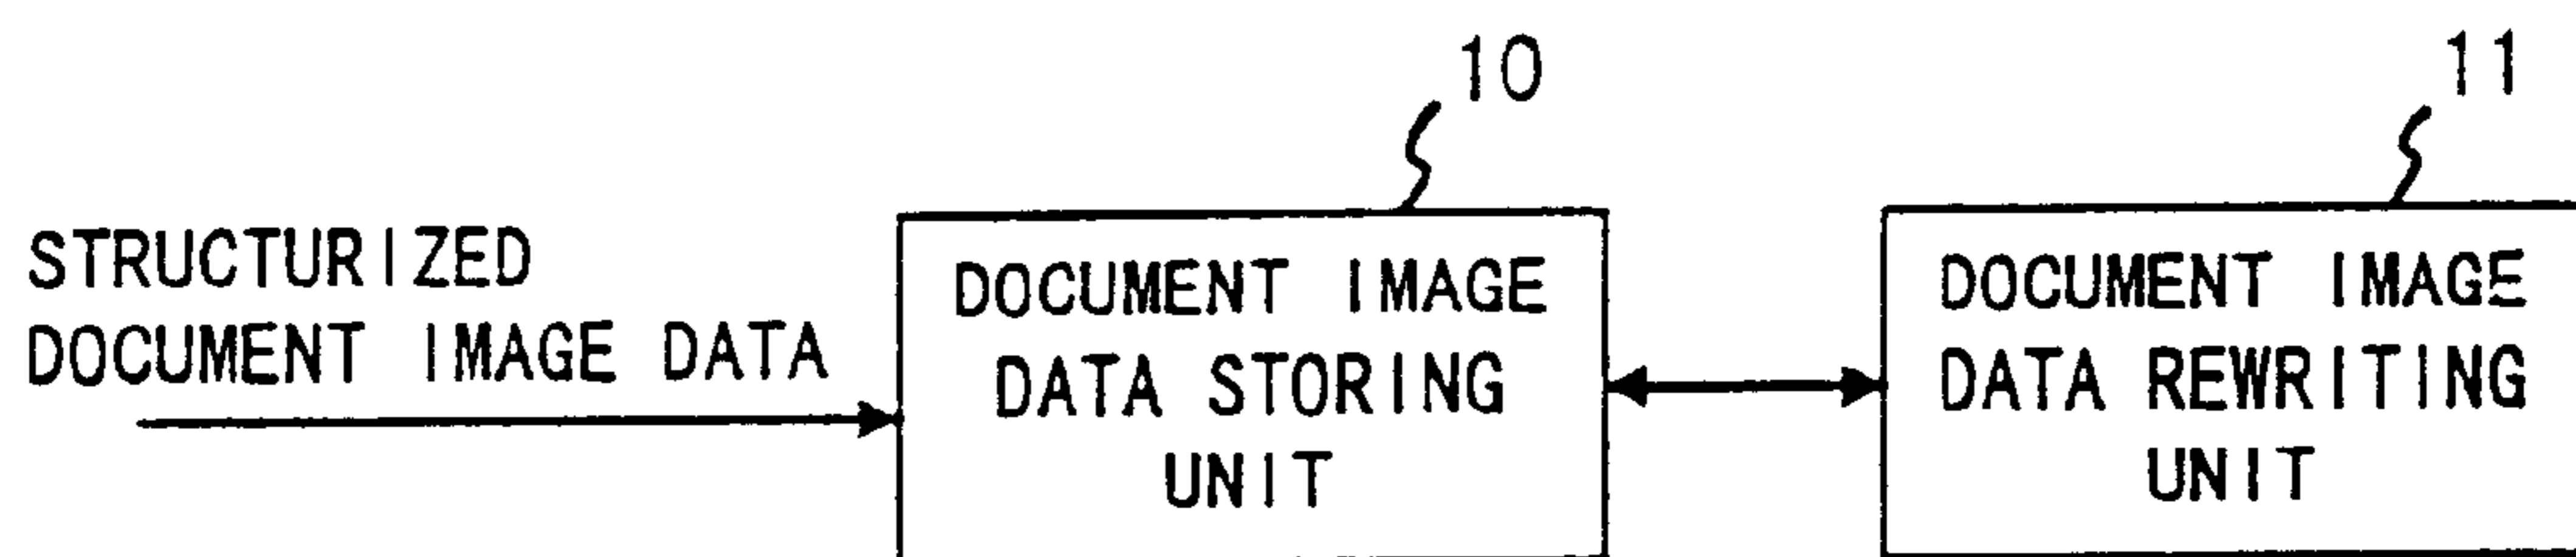 10
11
STRUCTURIZED
DOCUMENT IMAGE DATA
DOCUMENT IMAGE
DATA STORING
UNIT
DOCUMENT IMAGE
DATA REWRITING
UNIT